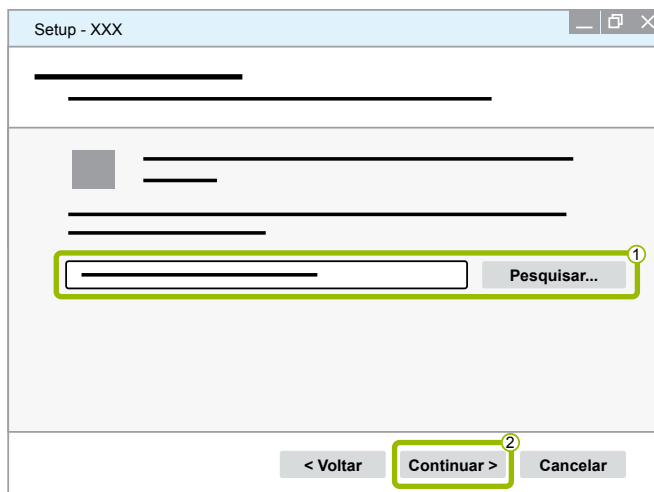 Setup - XXX
1
Pesquisar...
2
< Voltar
Continuar >
Cancelar